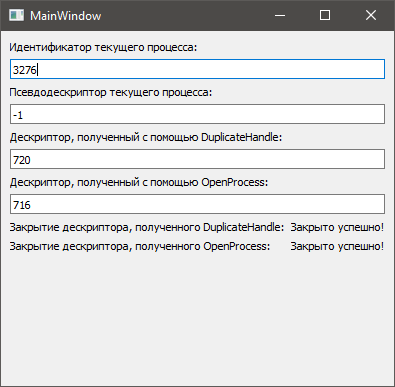 MainWindow
Идентификатор текущего процесса:
3276
Псевдодескриптор текущего процесса:
-1
Дескриптор, полученный с помощью DuplicateHandle:
720
Дескриптор, полученный с помощью OpenProcess:
716
Закрытие дескриптора, полученного DuplicateHandle: Закрыто успешно!
Закрытие дескриптора, полученного OpenProcess: Закрыто успешно!